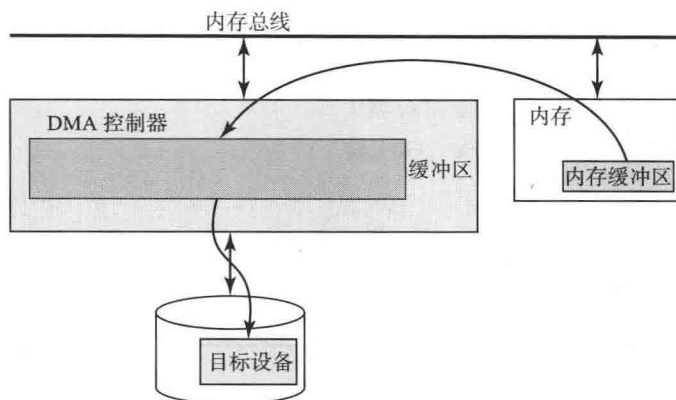 内存总线
DMA 控制器
缓冲区
内存
内存缓冲区
目标设备